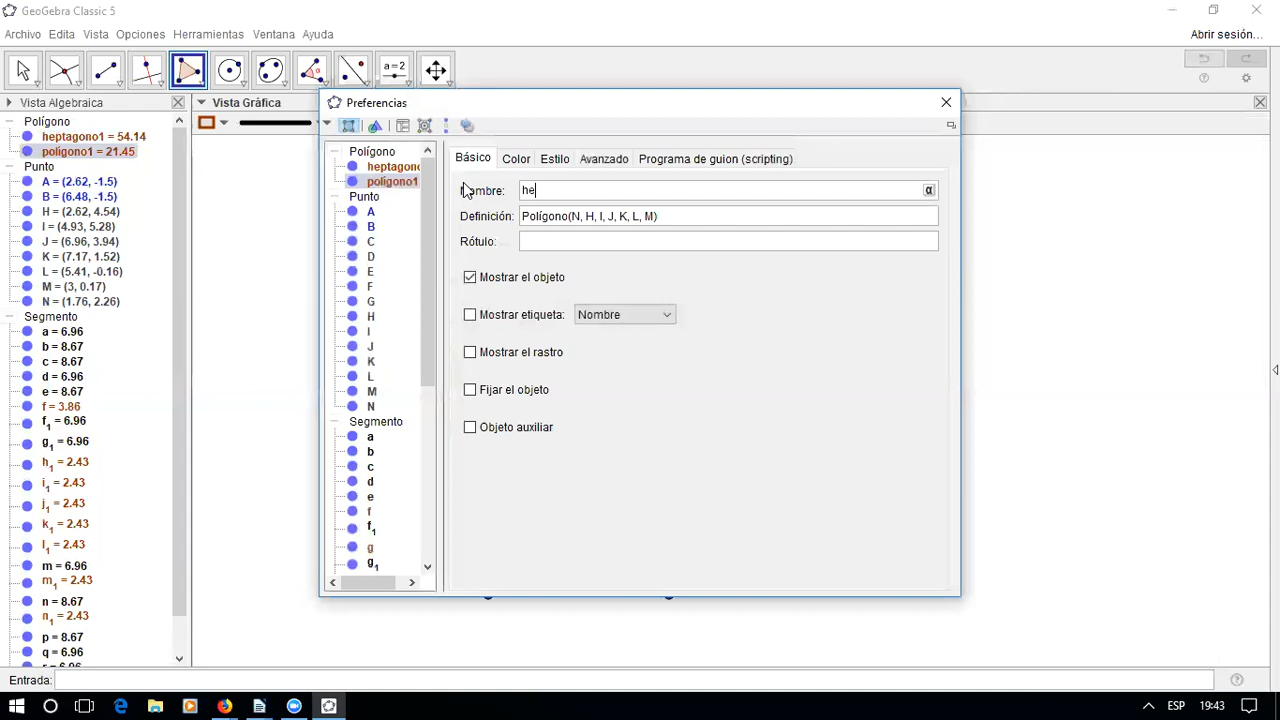 GeoGebra Classic 5
Archivo Edita Vista Opciones Herramientas Ventana Ayuda
Abrir sesión...
a = 2
Vista Algebraica
Vista Gráfica
Polígono
heptagono1 = 54.14
polígono1 = 21.45
Punto
A = (2.62, -1.5)
B = (6.48, -1.5)
H = (2.62, 4.54)
I = (4.93, 5.28)
J = (6.96, 3.94)
K = (7.17, 1.52)
L = (5.41, -0.16)
M = (3, 0.17)
N = (1.76, 2.26)
Segmento
a = 6.96
b = 8.67
c = 8.67
d = 6.96
e = 8.67
f = 3.86
f1 = 6.96
g1 = 6.96
h1 = 2.43
i1 = 2.43
j1 = 2.43
k1 = 2.43
l1 = 2.43
m = 6.96
m1 = 2.43
n = 8.67
n1 = 2.43
p = 8.67
q = 6.96
r = 6.96
Preferencias
Polígono
heptagono
polígono1
Punto
A
B
C
D
E
F
G
H
I
J
K
L
M
N
Segmento
a
b
c
d
e
f
f1
g
g1
Básico Color Estilo Avanzado Programa de guion (scripting)
Nombre: he α
Definición: Polígono(N, H, I, J, K, L, M)
Rótulo:
Mostrar el objeto
Mostrar etiqueta: Nombre
Mostrar el rastro
Fijar el objeto
Objeto auxiliar
Entrada:
ESP 19:43